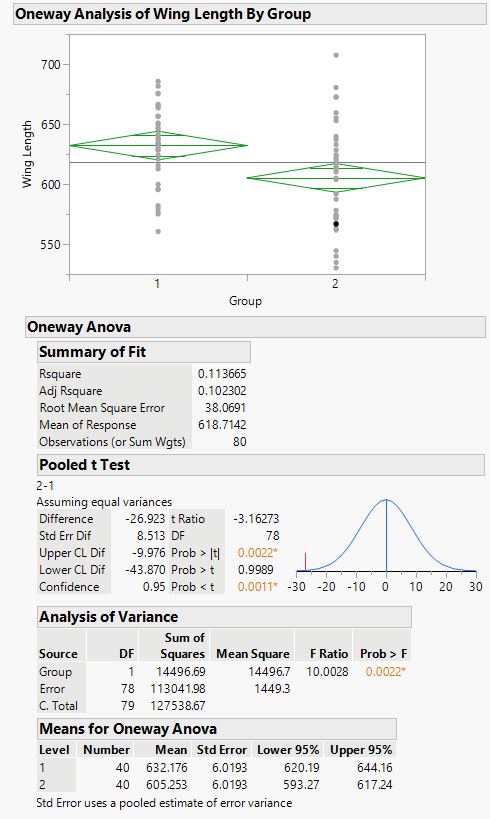 Oneway Analysis of Wing Length By Group
700
650
600
550
Wing Length
1 2
Group
Oneway Anova
Summary of Fit
Rsquare 0.113665
Adj Rsquare 0.102302
Root Mean Square Error 38.0691
Mean of Response 618.7142
Observations (or Sum Wgts) 80
Pooled t Test
2-1
Assuming equal variances
Difference -26.923 t Ratio -3.16273
Std Err Dif 8.513 DF 78
Upper CL Dif -9.976 Prob > |t| 0.0022*
Lower CL Dif -43.870 Prob > t 0.9989
Confidence 0.95 Prob < t 0.0011*
-30 -20 -10 0 10 20 30
Analysis of Variance
Sum of
Source DF Squares Mean Square F Ratio Prob > F
Group 1 14496.69 14496.7 10.0028 0.0022*
Error 78 113041.98 1449.3
C. Total 79 127538.67
Means for Oneway Anova
Level Number Mean Std Error Lower 95% Upper 95%
1 40 632.176 6.0193 620.19 644.16
2 40 605.253 6.0193 593.27 617.24
Std Error uses a pooled estimate of error variance